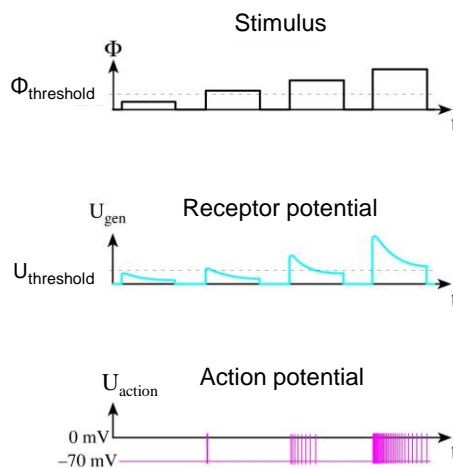 Stimulus
Φ
Φthreshold
t
Receptor potential
Ugen
Uthreshold
t
Action potential
Uaction
0 mV
–70 mV
t